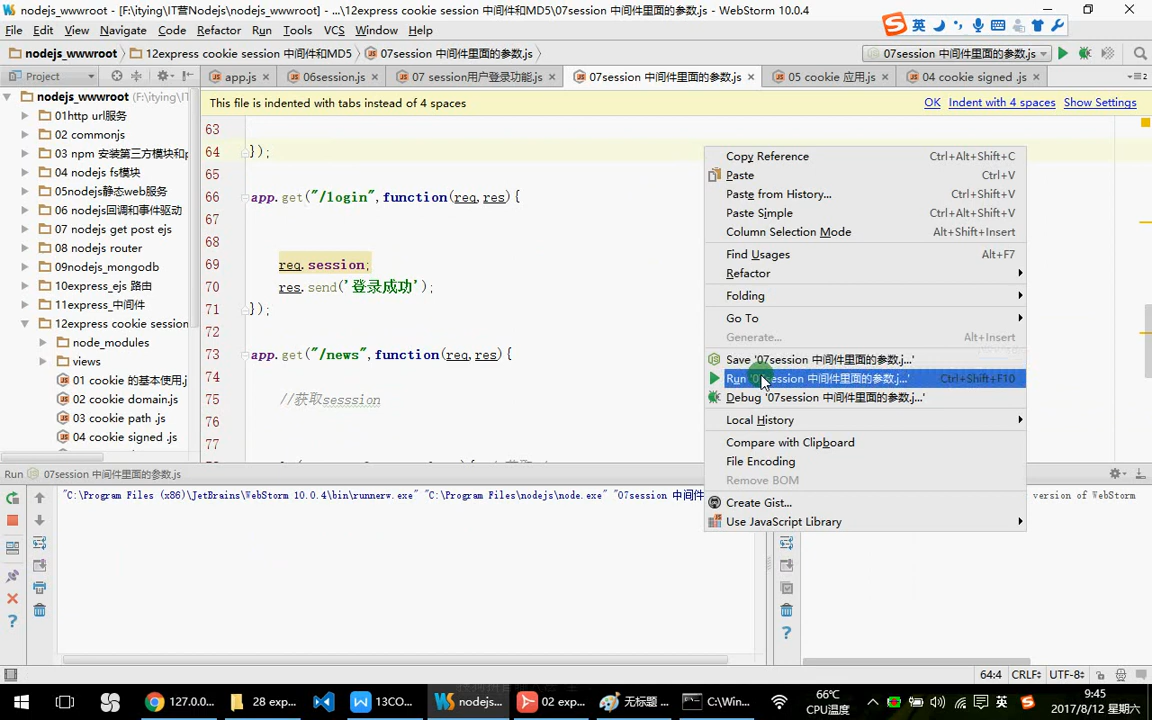 nodejs_wwwroot - [F:\itying\IT营Nodejs\nodejs_wwwroot] - ...\12express cookie session 中间件和MD5\07session 中间件里面的参数.js - WebStorm 10.0.4
File Edit View Navigate Code Refactor Run Tools VCS Window Help
英
nodejs_wwwroot 12express cookie session 中间件和MD5 07session 中间件里面的参数.js 07session 中间件里面的参数.js
Project app.js 06session.js 07 session用户登录功能.js 07session 中间件里面的参数.js 05 cookie 应用.js 04 cookie signed .js
nodejs_wwwroot (F:\itying\IT
01http url服务
02 commonjs
03 npm 安装第三方模块和p
04 nodejs fs模块
05nodejs静态web服务
06 nodejs回调和事件驱动
07 nodejs get post ejs
08 nodejs router
09nodejs_mongodb
10express_ejs 路由
11express_中间件
12express cookie session
node_modules
views
01 cookie 的基本使用.j
02 cookie domain.js
03 cookie path .js
04 cookie signed .js
This file is indented with tabs instead of 4 spaces OK Indent with 4 spaces Show Settings
63
64 });
65
66 app.get("/login",function(req,res){
67
68
69 req.session;
70 res.send('登录成功');
71 });
72
73 app.get("/news",function(req,res){
74
75 //获取sesssion
76
77
Copy Reference Ctrl+Alt+Shift+C
Paste Ctrl+V
Paste from History... Ctrl+Shift+V
Paste Simple Ctrl+Alt+Shift+V
Column Selection Mode Alt+Shift+Insert
Find Usages Alt+F7
Refactor
Folding
Go To
Generate... Alt+Insert
Save '07session 中间件里面的参数.j...'
Run '07session 中间件里面的参数.j...' Ctrl+Shift+F10
Debug '07session 中间件里面的参数.j...'
Local History
Compare with Clipboard
File Encoding
Remove BOM
Create Gist...
Use JavaScript Library
Run 07session 中间件里面的参数.js
"C:\Program Files (x86)\JetBrains\WebStorm 10.0.4\bin\runnerw.exe" "C:\Program Files\nodejs\node.exe" "07session 中间件
version of WebStorm
64:4 CRLF UTF-8
127.0.0... 28 exp... 13CO... nodejs... 02 exp... 无标题 ... C:\Win... 66℃ CPU温度 英 9:45 2017/8/12 星期六